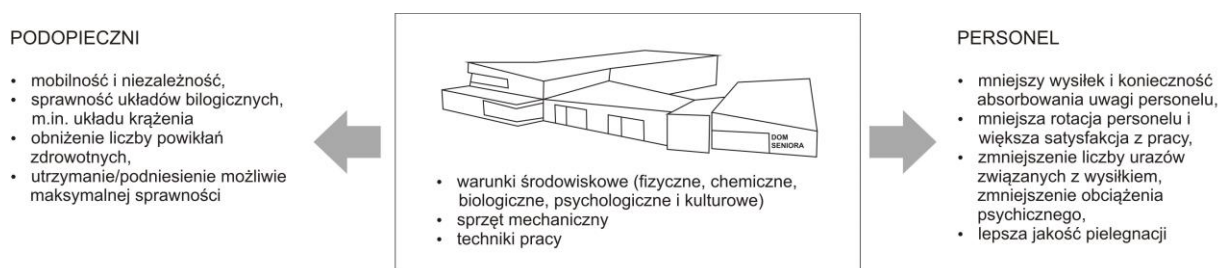 PODOPIECZNI
• mobilność i niezależność,
• sprawność układów bilogicznych,
m.in. układu krążenia
• obniżenie liczby powikłań
zdrowotnych,
• utrzymanie/podniesienie możliwie
maksymalnej sprawności
DOM
SENIORA
• warunki środowiskowe (fizyczne, chemiczne,
biologiczne, psychologiczne i kulturowe)
• sprzęt mechaniczny
• techniki pracy
PERSONEL
• mniejszy wysiłek i konieczność
absorbowania uwagi personelu,
• mniejsza rotacja personelu i
większa satysfakcja z pracy,
• zmniejszenie liczby urazów
związanych z wysiłkiem,
zmniejszenie obciążenia
psychicznego,
• lepsza jakość pielegnacji